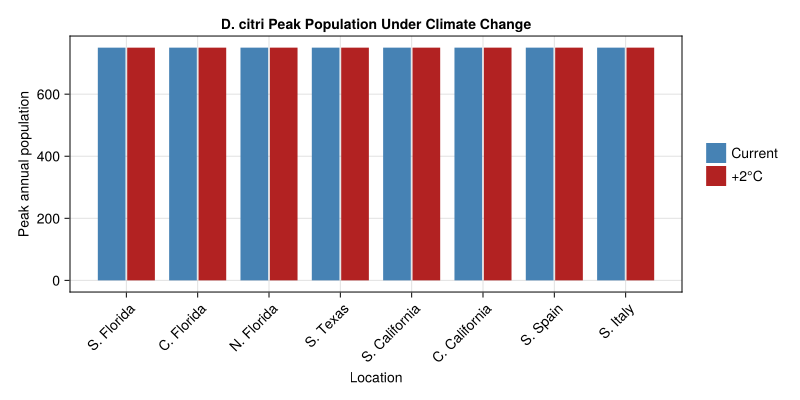 D. citri Peak Population Under Climate Change
Peak annual population
600
400
200
0
S. Florida
C. Florida
N. Florida
S. Texas
S. California
C. California
S. Spain
S. Italy
Location
Current
+2°C